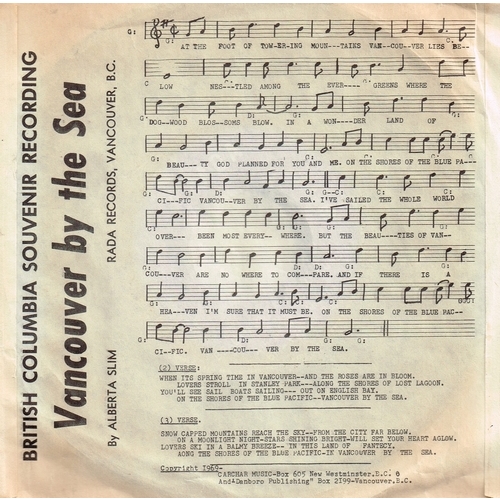 BRITISH COLUMBIA SOUVENIR RECORDING
Vancouver by the Sea
By ALBERTA SLIM RADA RECORDS, VANCOUVER, B.C.
G:
AT THE FOOT OF TOW-ER-ING MOUN---TAINS VAN--COU--VER LIES BE--
LOW NES--TLED AMONG THE EVER---- GREENS WHERE THE
DOG--WOOD BLOS--SOMS BLOW. IN A WON---DER LAND OF
BEAU---TY GOD PLANNED FOR YOU AND ME. ON THE SHORES OF THE BLUE PA--
CI--FIC VANCOU--VER BY THE SEA. I'VE SAILED THE WHOLE WORLD
OVER--- BEEN MOST EVERY-- WHERE. BUT THE BEAU---TIES OF VAN--
COU--VER ARE NO WHERE TO COM--PARE. AND IF THERE IS A
HEA--VEN I'M SURE THAT IT MUST BE. ON THE SHORES OF THE BLUE PAC--
CI--FIC. VAN ----COU--- VER BY THE SEA.
(2) VERSE:
WHEN ITS SPRING TIME IN VANCOUVER--AND THE ROSES ARE IN BLOOM.
LOVERS STROLL IN STANLEY PARK---ALONG THE SHORES OF LOST LAGOON.
YOU'LL SEE SAIL BOATS SAILING--- OUT ON ENGLISH BAY.
ON THE SHORES OF THE BLUE PACIFIC--VANCOUVER BY THE SEA.
(3) VERSE.
SNOW CAPPED MOUNTAINS REACH THE SKY--FROM THE CITY FAR BELOW.
ON A MOONLIGHT NIGHT-STARS SHINING BRIGHT-WILL SET YOUR HEART AGLOW.
LOVERS SKI IN A BALMY BREEZE-- IN THIS LAND OF FANTECY,
AONG THE SHORES OF THE BLUE PACIFIC-IN VANCOUVER BY THE SEA.
Copyright 1969-
CARCHAR MUSIC-Box 605 New Westminster.B.C. &
And"Danboro Publishing" Box 2199-Vancouver.B.C.